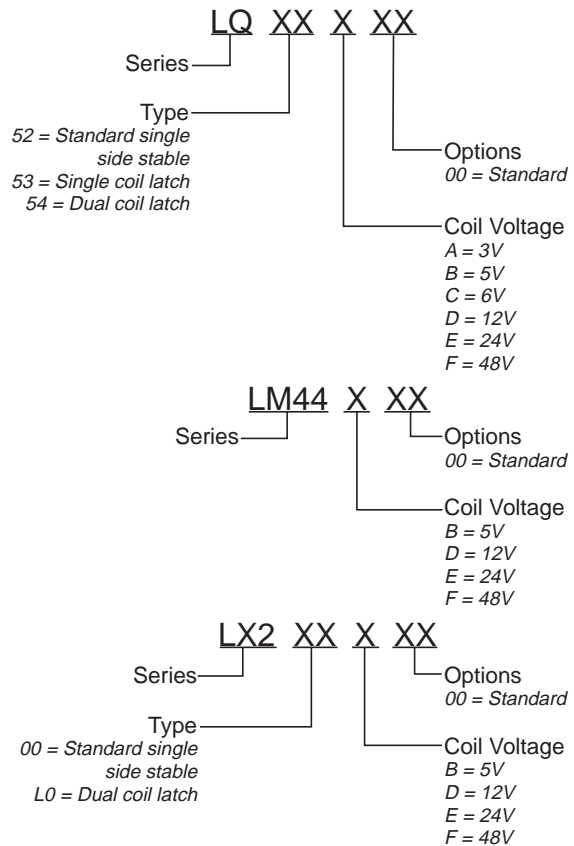 LQ XX X XX
Series
Type
52 = Standard single
side stable
53 = Single coil latch
54 = Dual coil latch
Options
00 = Standard
Coil Voltage
A = 3V
B = 5V
C = 6V
D = 12V
E = 24V
F = 48V
LM44 X XX
Series
Options
00 = Standard
Coil Voltage
B = 5V
D = 12V
E = 24V
F = 48V
LX2 XX X XX
Series
Type
00 = Standard single
side stable
L0 = Dual coil latch
Options
00 = Standard
Coil Voltage
B = 5V
D = 12V
E = 24V
F = 48V